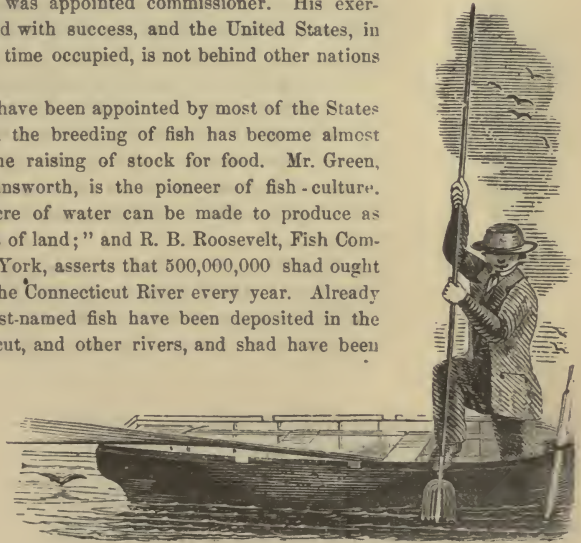 was appointed commissioner. His exer-
d with success, and the United States, in
time occupied, is not behind other nations
have been appointed by most of the States
the breeding of fish has become almost
ne raising of stock for food. Mr. Green,
insworth, is the pioneer of fish-culture.
ere of water can be made to produce as
of land;" and R. B. Roosevelt, Fish Com-
York, asserts that 500,000,000 shad ought
he Connecticut River every year. Already
st-named fish have been deposited in the
cut, and other rivers, and shad have been